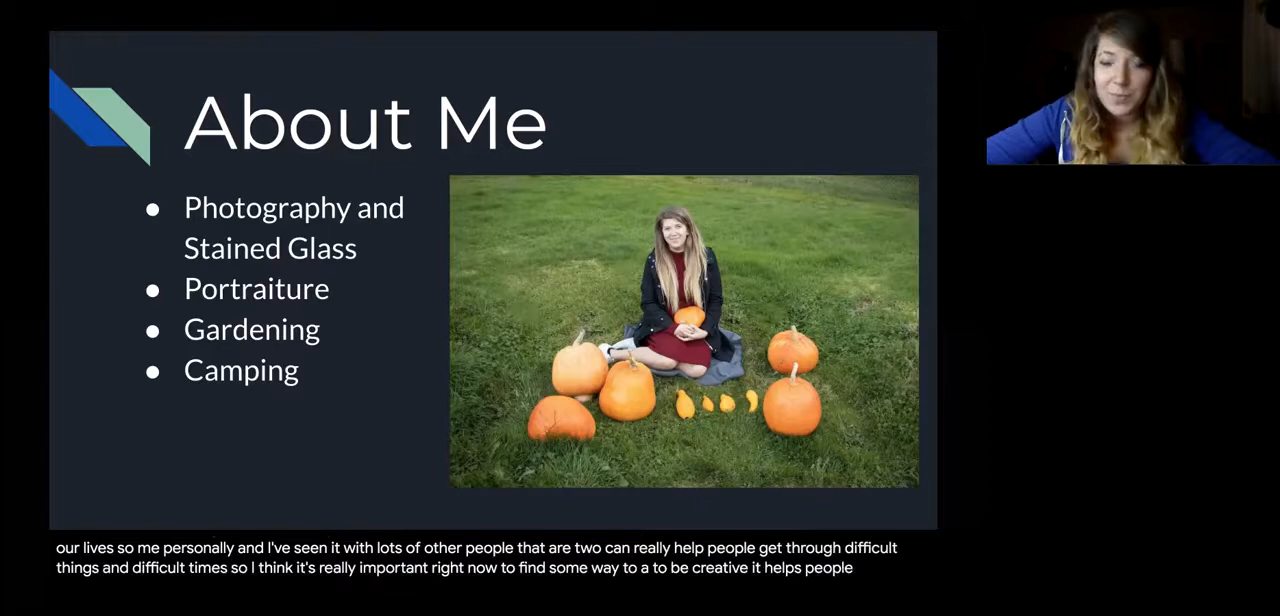 About Me
● Photography and
Stained Glass
● Portraiture
● Gardening
● Camping
our lives so me personally and I've seen it with lots of other people that are two can really help people get through difficult
things and difficult times so I think it's really important right now to find some way to a to be creative it helps people